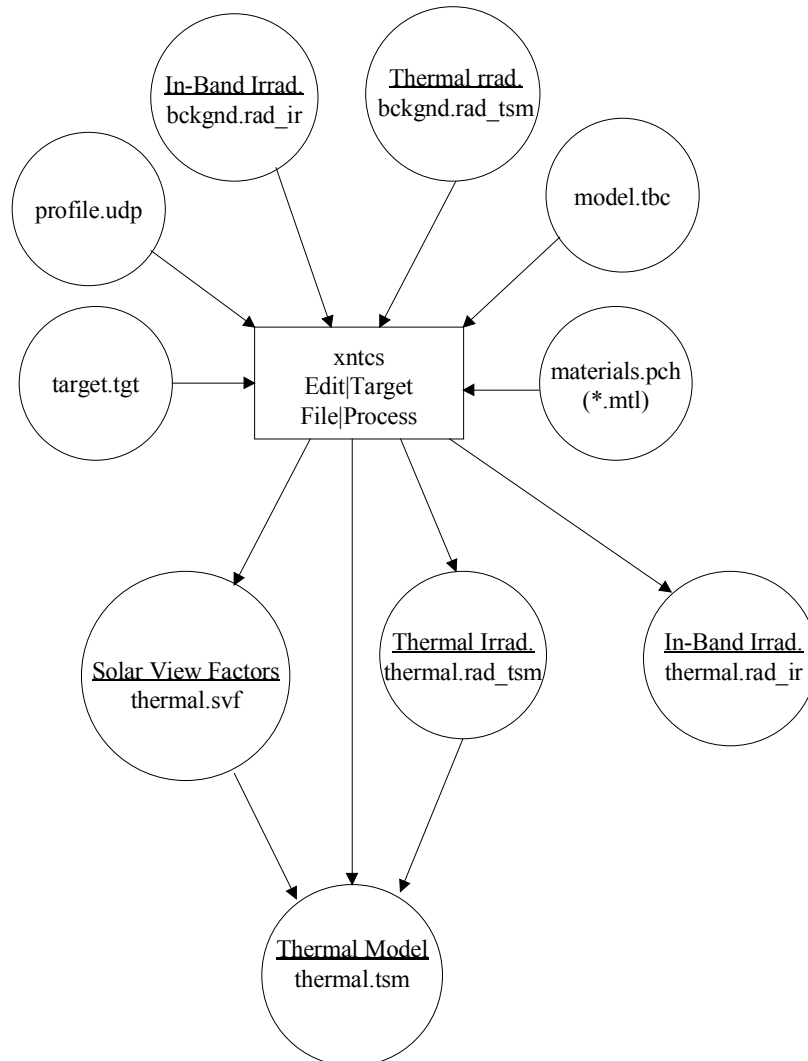 In-Band Irrad.
bckgnd.rad_ir
Thermal rrad.
bckgnd.rad_tsm
profile.udp
model.tbc
target.tgt
xntcs
Edit|Target
File|Process
materials.pch
(*.mtl)
Solar View Factors
thermal.svf
Thermal Irrad.
thermal.rad_tsm
In-Band Irrad.
thermal.rad_ir
Thermal Model
thermal.tsm